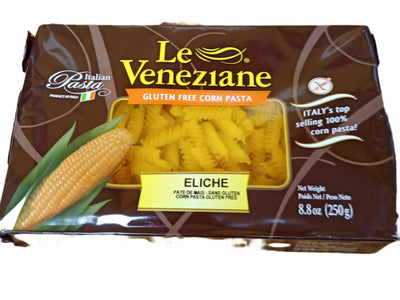 Le
Veneziane
GLUTEN FREE CORN PASTA
Italian
Pasta
PRODUCT OF ITALY
ITALY's top
selling 100%
corn pasta!
ELICHE
PATE DE MAIS - SANS GLUTEN
CORN PASTA GLUTEN FREE
Net Weight
Poids Net / Peso Neto
8.8oz (250g)